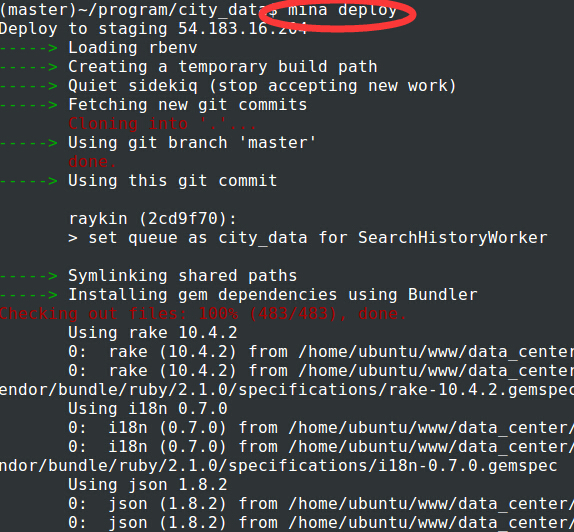 (master)~/program/city_data$ mina deploy
Deploy to staging 54.183.16.204
-----> Loading rbenv
-----> Creating a temporary build path
-----> Quiet sidekiq (stop accepting new work)
-----> Fetching new git commits
Cloning into '.'...
-----> Using git branch 'master'
done.
-----> Using this git commit
raykin (2cd9f70):
> set queue as city_data for SearchHistoryWorker
-----> Symlinking shared paths
-----> Installing gem dependencies using Bundler
Checking out files: 100% (483/483), done.
Using rake 10.4.2
0:  rake (10.4.2) from /home/ubuntu/www/data_center
0:  rake (10.4.2) from /home/ubuntu/www/data_center
endor/bundle/ruby/2.1.0/specifications/rake-10.4.2.gemspec
Using i18n 0.7.0
0:  i18n (0.7.0) from /home/ubuntu/www/data_center/
0:  i18n (0.7.0) from /home/ubuntu/www/data_center/
ndor/bundle/ruby/2.1.0/specifications/i18n-0.7.0.gemspec
Using json 1.8.2
0:  json (1.8.2) from /home/ubuntu/www/data_center/
0:  json (1.8.2) from /home/ubuntu/www/data_center/